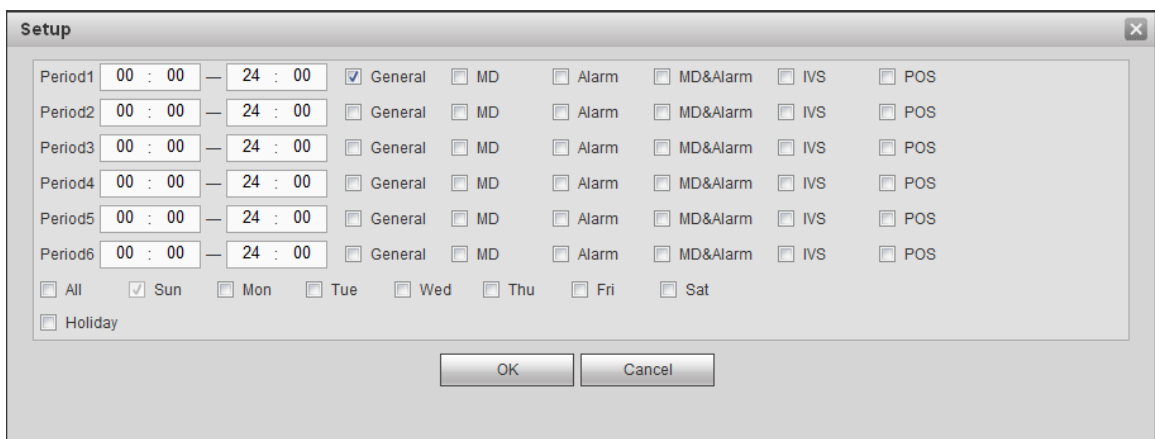 Setup
Period1 00 : 00 — 24 : 00 General MD Alarm MD&Alarm IVS POS
Period2 00 : 00 — 24 : 00 General MD Alarm MD&Alarm IVS POS
Period3 00 : 00 — 24 : 00 General MD Alarm MD&Alarm IVS POS
Period4 00 : 00 — 24 : 00 General MD Alarm MD&Alarm IVS POS
Period5 00 : 00 — 24 : 00 General MD Alarm MD&Alarm IVS POS
Period6 00 : 00 — 24 : 00 General MD Alarm MD&Alarm IVS POS
All Sun Mon Tue Wed Thu Fri Sat
Holiday
OK Cancel